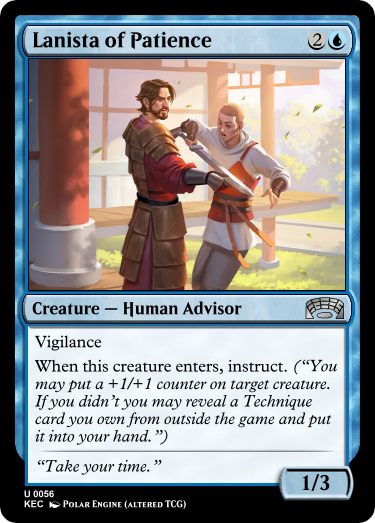 Lanista of Patience 2
Creature — Human Advisor
Vigilance
When this creature enters, instruct. (“You
may put a +1/+1 counter on target creature.
If you didn’t you may reveal a Technique
card you own from outside the game and put
it into your hand.”)
“Take your time.”
1/3
U 0056
KEC Polar Engine (altered TCG)